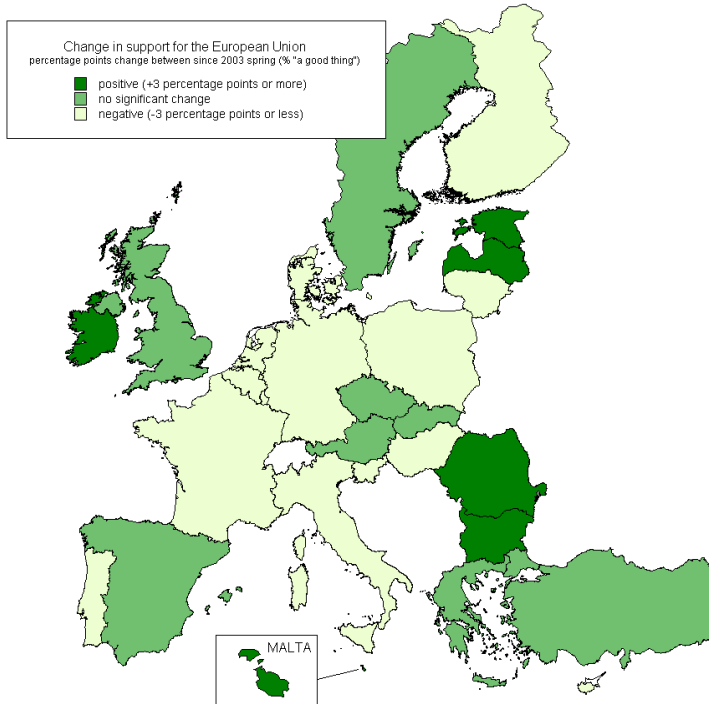 Change in support for the European Union
percentage points change between since 2003 spring (% "a good thing")
positive (+3 percentage points or more)
no significant change
negative (-3 percentage points or less)
MALTA